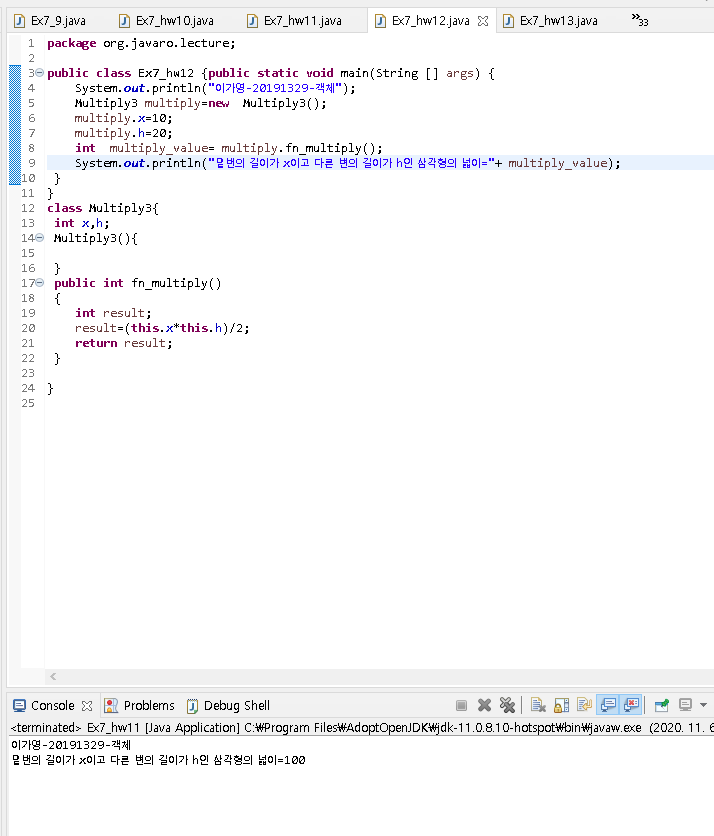 Ex7_9.java Ex7_hw10.java Ex7_hw11.java Ex7_hw12.java Ex7_hw13.java »33
1 package org.javaro.lecture;
2
3 public class Ex7_hw12 {public static void main(String [] args) {
4 System.out.println("이가영-20191329-객체");
5 Multiply3 multiply=new  Multiply3();
6 multiply.x=10;
7 multiply.h=20;
8 int  multiply_value= multiply.fn_multiply();
9 System.out.println("밑변의 길이가 x이고 다른 변의 길이가 h인 삼각형의 넓이="+ multiply_value);
10 }
11 }
12 class Multiply3{
13 int x,h;
14 Multiply3(){
15
16 }
17 public int fn_multiply()
18 {
19 int result;
20 result=(this.x*this.h)/2;
21 return result;
22 }
23
24 }
25
Console Problems Debug Shell
<terminated> Ex7_hw11 [Java Application] C:₩Program Files₩AdoptOpenJDK₩jdk-11.0.8.10-hotspot₩bin₩javaw.exe (2020. 11. 6
이가영-20191329-객체
밑변의 길이가 x이고 다른 변의 길이가 h인 삼각형의 넓이=100